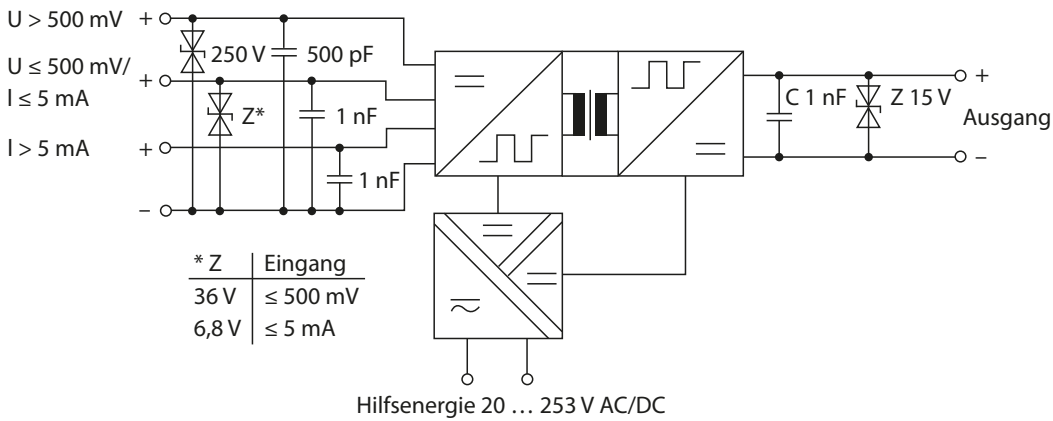 U > 500 mV +
250 V
500 pF
U ≤ 500 mV/
I ≤ 5 mA
+
Z*
1 nF
I > 5 mA +
1 nF
–
C 1 nF
Z 15 V
+
Ausgang
–
* Z Eingang
36 V ≤ 500 mV
6,8 V ≤ 5 mA
Hilfsenergie 20 … 253 V AC/DC